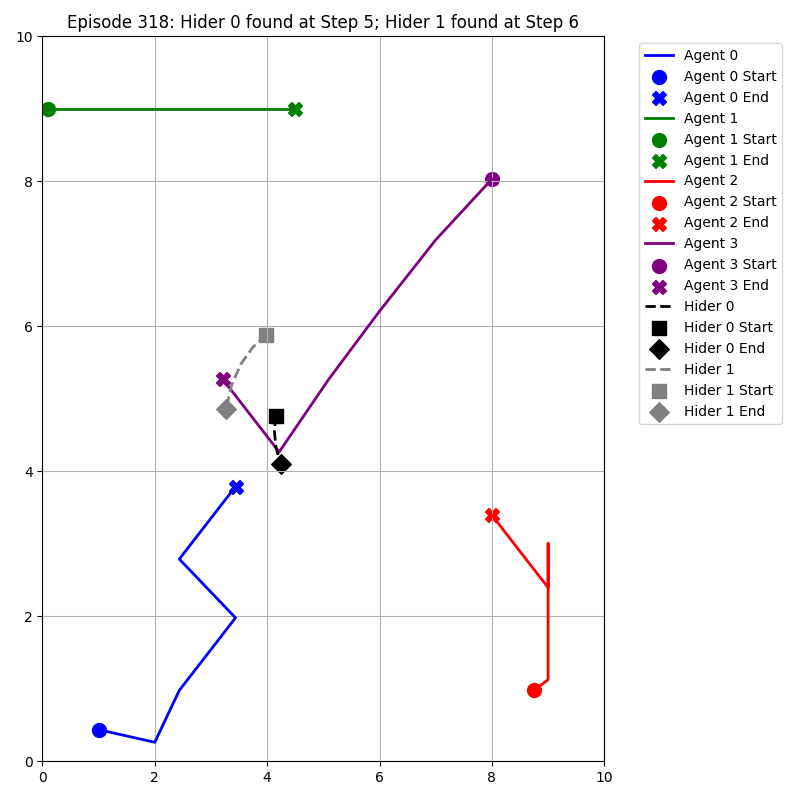 Episode 318: Hider 0 found at Step 5; Hider 1 found at Step 6
10
8
6
4
2
0
0 2 4 6 8 10
Agent 0
Agent 0 Start
Agent 0 End
Agent 1
Agent 1 Start
Agent 1 End
Agent 2
Agent 2 Start
Agent 2 End
Agent 3
Agent 3 Start
Agent 3 End
Hider 0
Hider 0 Start
Hider 0 End
Hider 1
Hider 1 Start
Hider 1 End